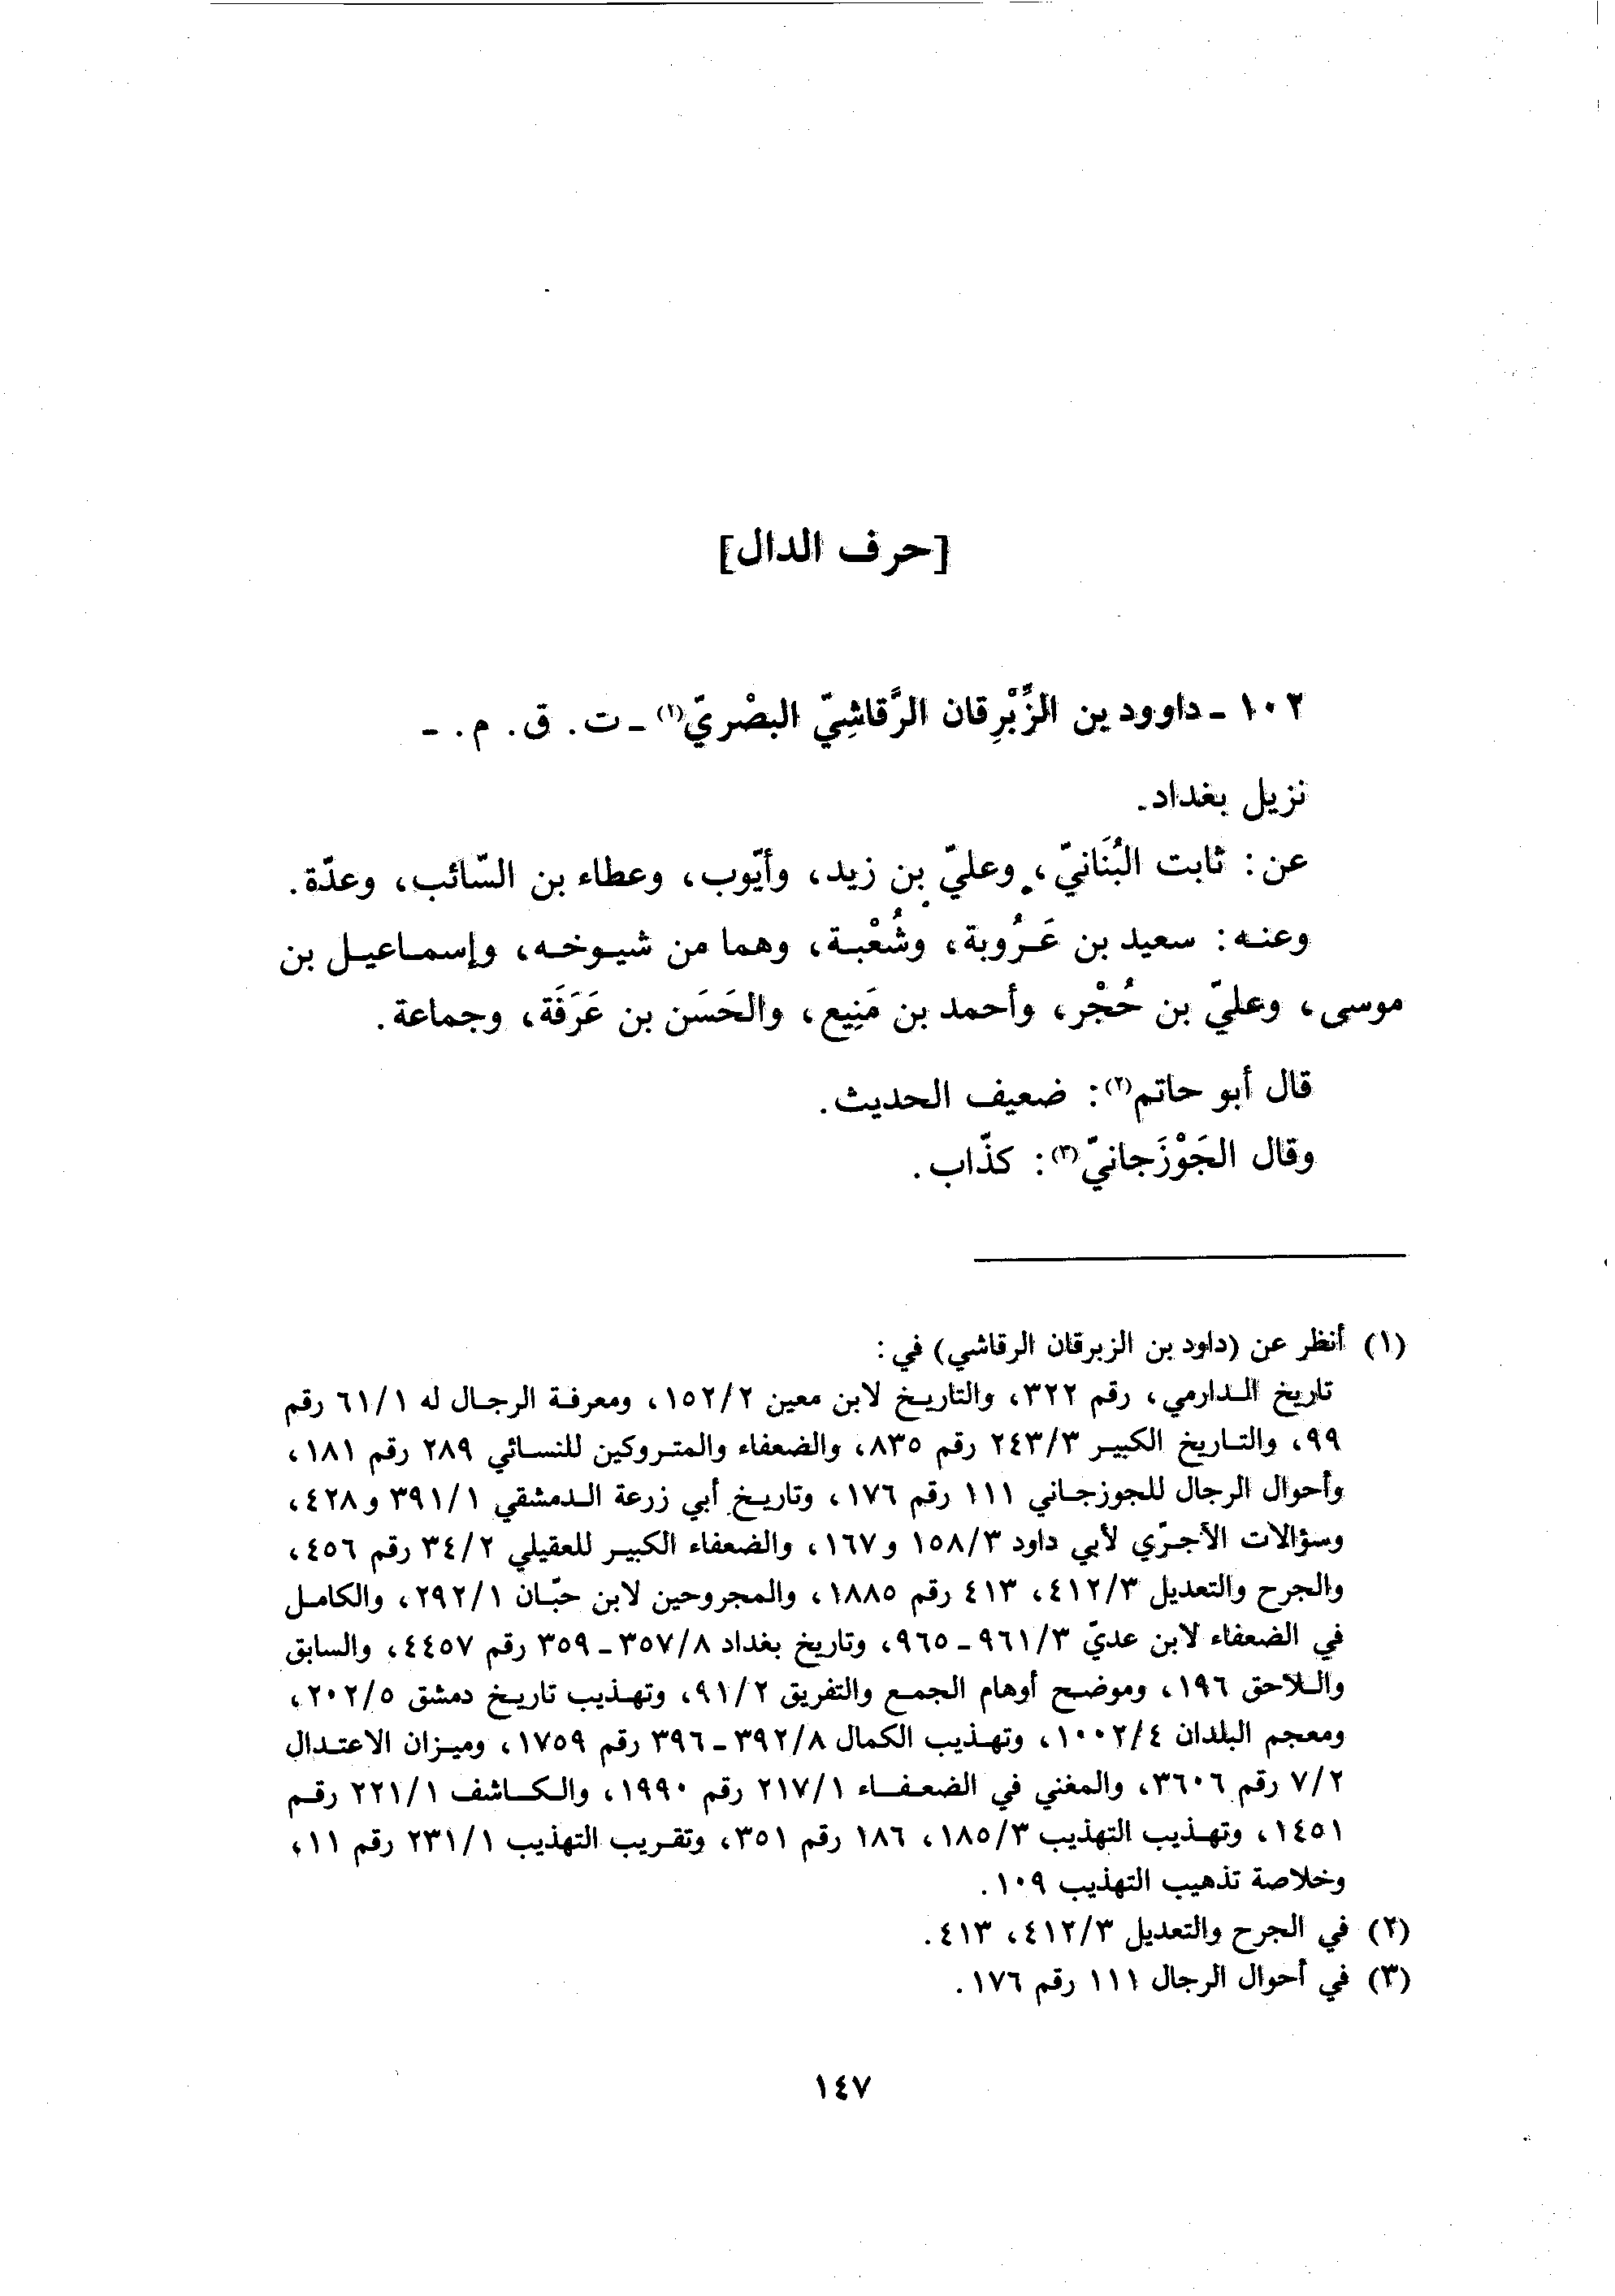 [حرف الدال]
١٠٢ - داوود بن الزِّبْرِقان الرَّقاشِيّ البصْريّ(١) - ت. ق. م. -
نزيل بغداد.
عن: ثابت البُنَانيّ، وعليّ بن زيد، وأيّوب، وعطاء بن السّائب، وعدّة.
وعنه: سعيد بن عَرُوبة، وشُعْبة، وهما من شيوخه، وإسماعيل بن
موسى، وعليّ بن حُجْر، وأحمد بن مَنِيع، والحَسَن بن عَرَفَة، وجماعة.
قال أبو حاتم(٢): ضعيف الحديث.
وقال الجَوْزَجانيّ(٣): كذّاب.
(١) أنظر عن (داود بن الزبرقان الرقاشي) في:
تاريخ الدارمي، رقم ٣٢٢، والتاريخ لابن معين ١٥٢/٢، ومعرفة الرجال له ٦١/١ رقم
٩٩، والتاريخ الكبير ٢٤٣/٣ رقم ٨٣٥، والضعفاء والمتروكين للنسائي ٢٨٩ رقم ١٨١،
وأحوال الرجال للجوزجاني ١١١ رقم ١٧٦، وتاريخ أبي زرعة الدمشقي ٣٩١/١ و٤٢٨،
وسؤالات الآجرّي لأبي داود ١٥٨/٣ و١٦٧، والضعفاء الكبير للعقيلي ٣٤/٢ رقم ٤٥٦،
والجرح والتعديل ٤١٢/٣، ٤١٣ رقم ١٨٨٥، والمجروحين لابن حبّان ٢٩٢/١، والكامل
في الضعفاء لابن عديّ ٩٦١/٣ - ٩٦٥، وتاريخ بغداد ٣٥٧/٨ - ٣٥٩ رقم ٤٤٥٧، والسابق
واللاحق ١٩٦، وموضح أوهام الجمع والتفريق ٩١/٢، وتهذيب تاريخ دمشق ٢٠٢/٥،
ومعجم البلدان ١٠٠٢/٤، وتهذيب الكمال ٣٩٢/٨ - ٣٩٦ رقم ١٧٥٩، وميزان الاعتدال
٧/٢ رقم ٣٦٠٦، والمغني في الضعفاء ٢١٧/١ رقم ١٩٩٠، والكاشف ٢٢١/١ رقم
١٤٥١، وتهذيب التهذيب ١٨٥/٣، ١٨٦ رقم ٣٥١، وتقريب التهذيب ٢٣١/١ رقم ١١،
وخلاصة تذهيب التهذيب ١٠٩.
(٢) في الجرح والتعديل ٤١٢/٣، ٤١٣.
(٣) في أحوال الرجال ١١١ رقم ١٧٦.
١٤٧